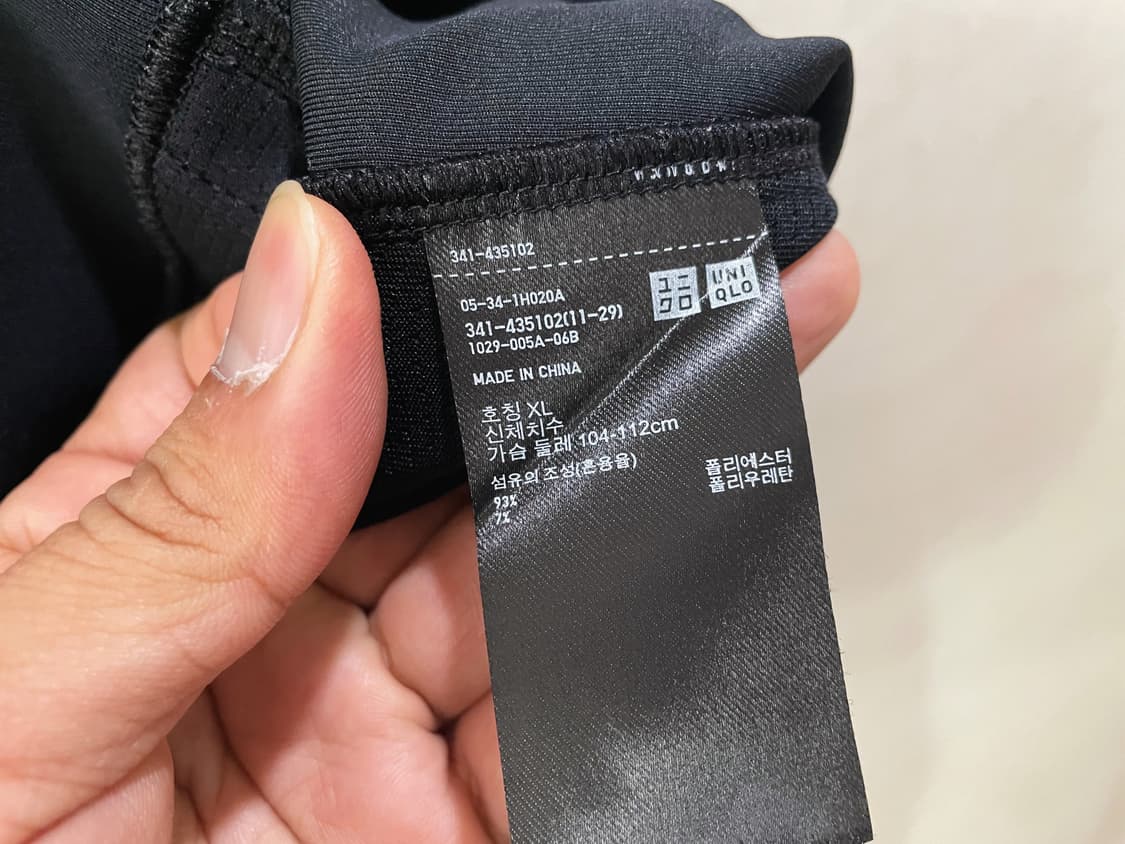 341-435102
ユニ
クロ
UNI
QLO
05-34-1H020A
341-435102(11-29)
1029-005A-06B
MADE IN CHINA
호칭 XL
신체치수
가슴 둘레 104-112cm
섬유의 조성(혼용율)
93% 폴리에스터
7% 폴리우레탄